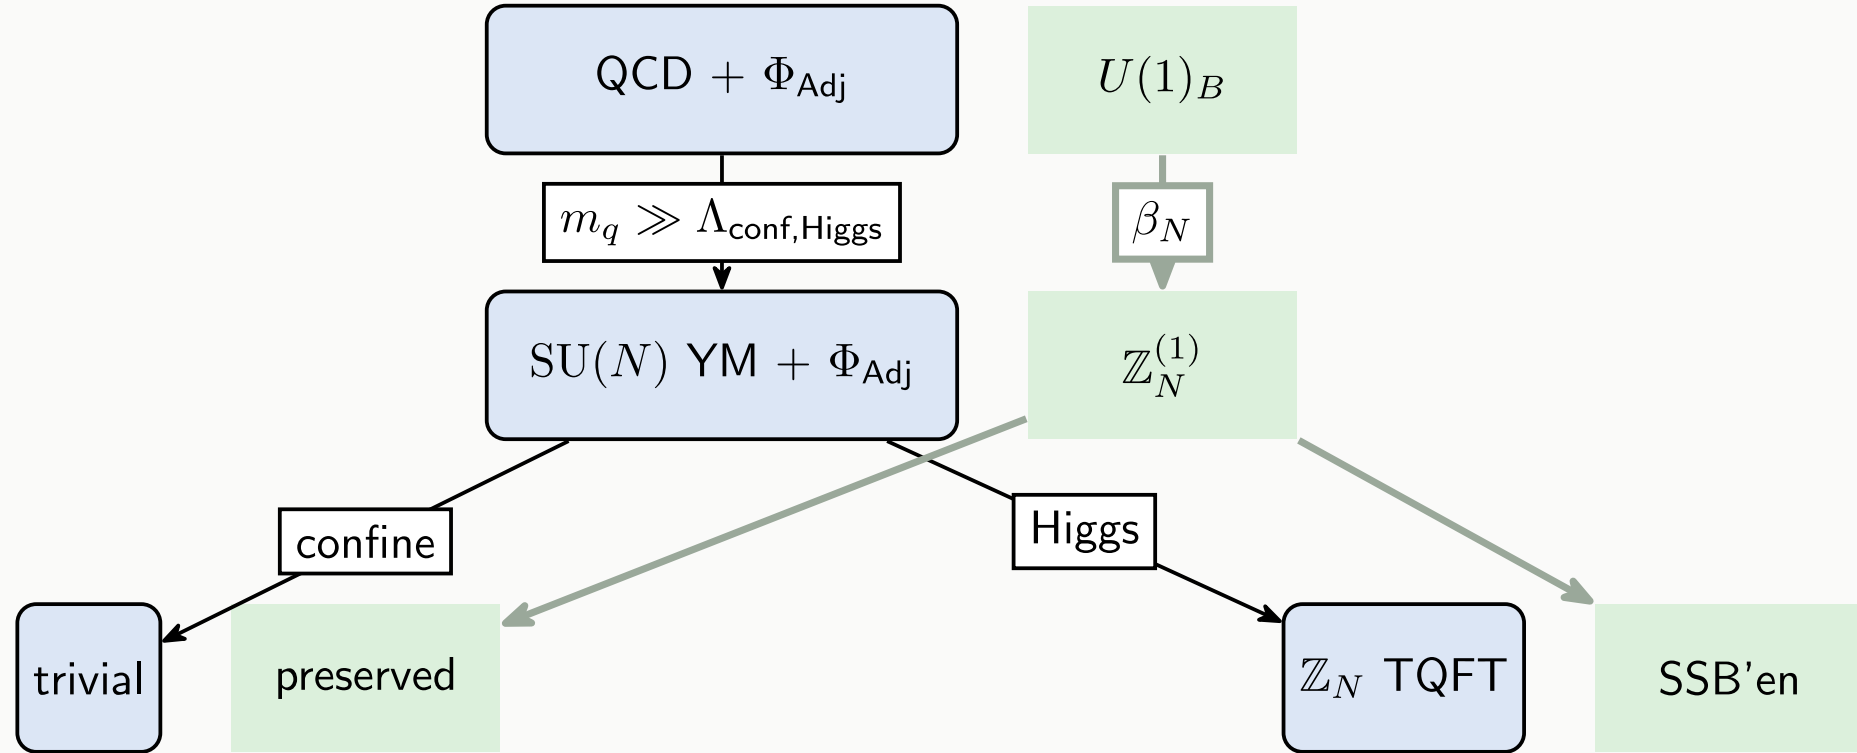 QCD + Φ_Adj
U(1)_B
m_q ≫ Λ_conf,Higgs
β_N
SU(N) YM + Φ_Adj
ℤ_N^(1)
confine
Higgs
trivial
preserved
ℤ_N TQFT
SSB'en